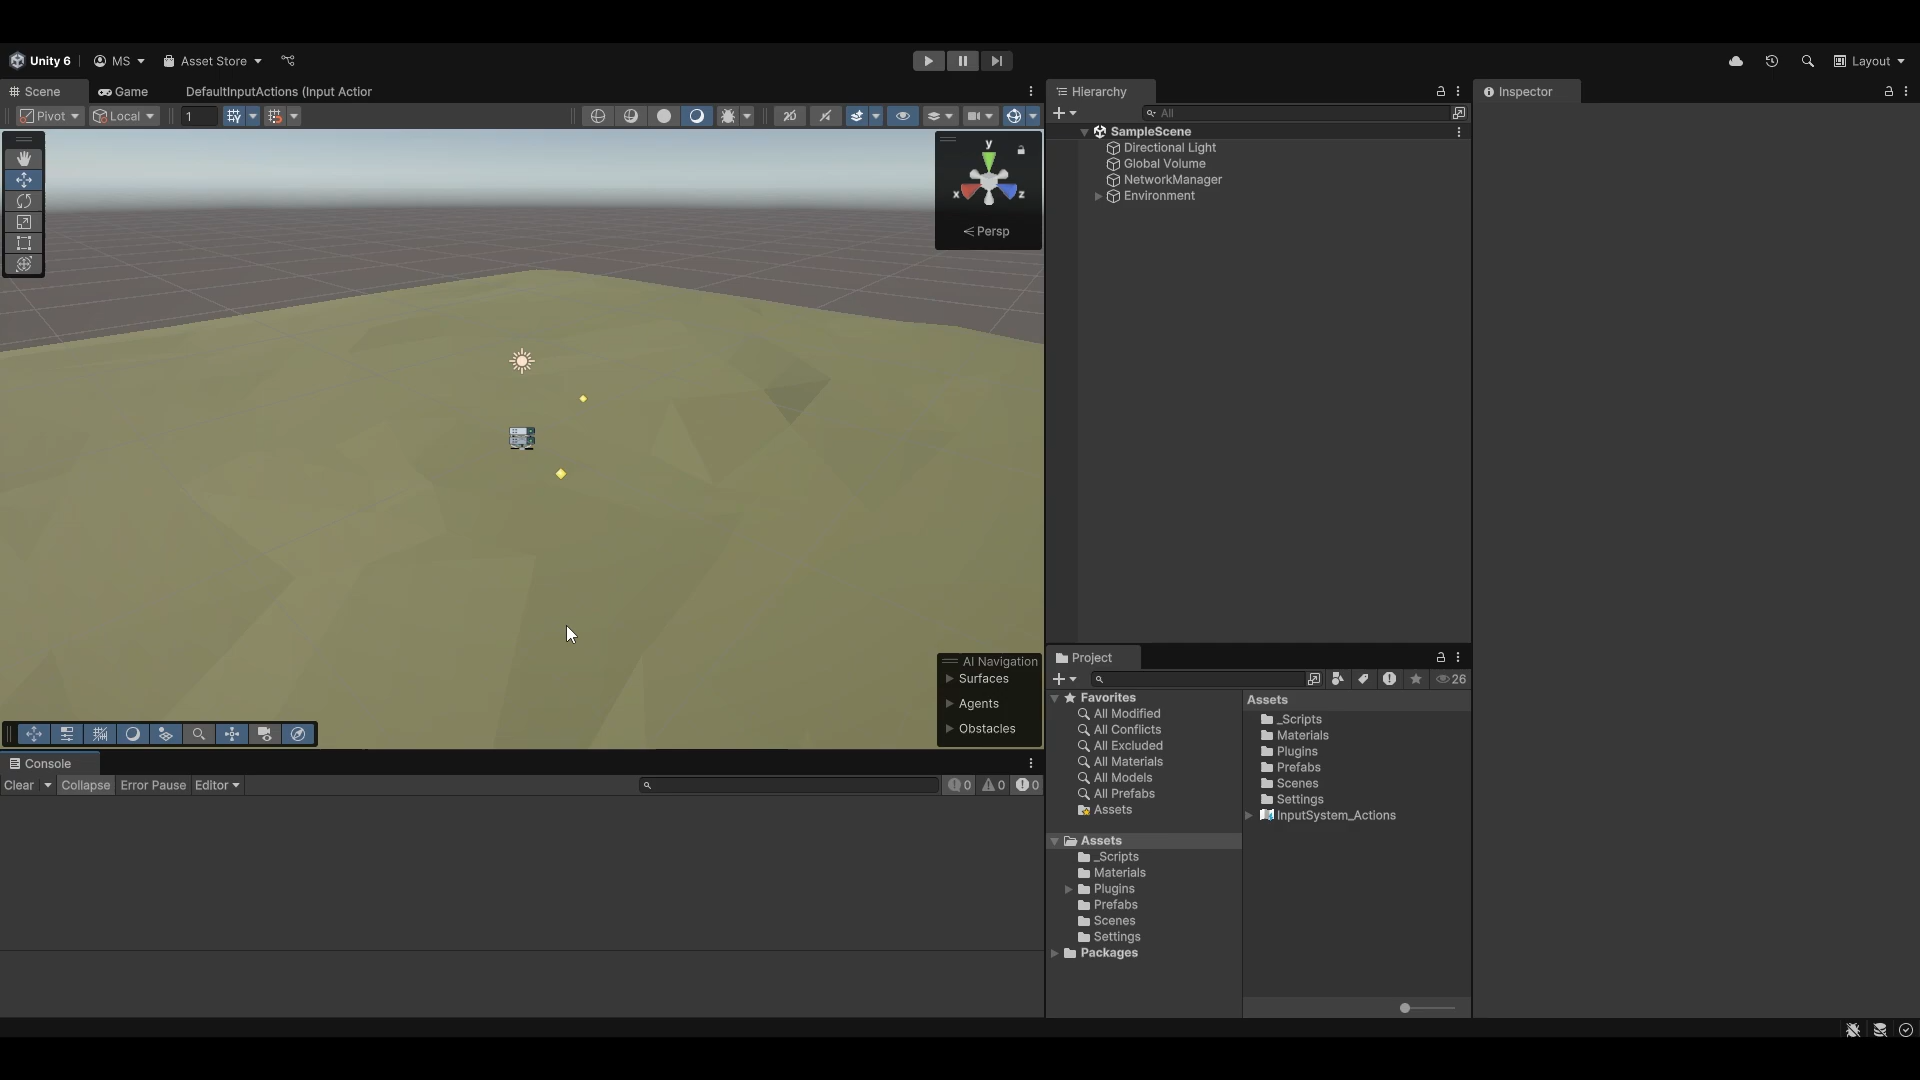 Unity 6
MS
Asset Store
Layout
Scene
Game
DefaultInputActions (Input Actior
Pivot
Local
1
2D
y
x
z
Persp
AI Navigation
Surfaces
Agents
Obstacles
Hierarchy
All
SampleScene
Directional Light
Global Volume
NetworkManager
Environment
Inspector
Project
26
Favorites
All Modified
All Conflicts
All Excluded
All Materials
All Models
All Prefabs
Assets
Assets
_Scripts
Materials
Plugins
Prefabs
Scenes
Settings
Packages
Assets
_Scripts
Materials
Plugins
Prefabs
Scenes
Settings
InputSystem_Actions
Console
Clear
Collapse
Error Pause
Editor
0
0
0